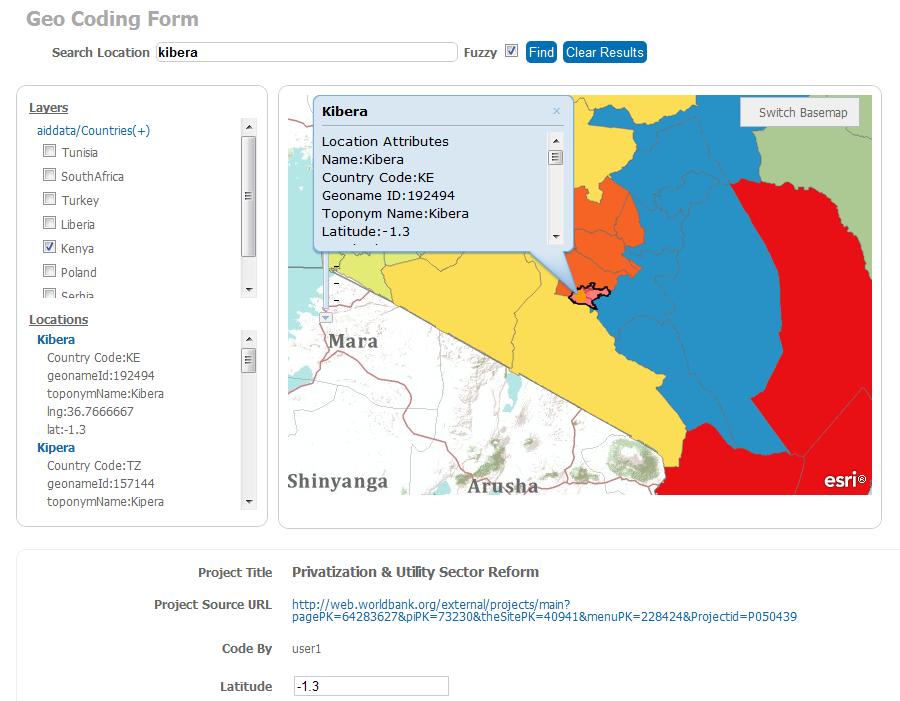 Geo Coding Form
Search Location kibera Fuzzy Find Clear Results
Layers
aiddata/Countries(+)
Tunisia
SouthAfrica
Turkey
Liberia
Kenya
Poland
Serbia
Locations
Kibera
Country Code:KE
geonameId:192494
toponymName:Kibera
lng:36.7666667
lat:-1.3
Kipera
Country Code:TZ
geonameId:157144
toponymName:Kipera
Kibera
Location Attributes
Name:Kibera
Country Code:KE
Geoname ID:192494
Toponym Name:Kibera
Latitude:-1.3
Switch Basemap
Mara
Shinyanga
Arusha
esri®
Project Title Privatization & Utility Sector Reform
Project Source URL http://web.worldbank.org/external/projects/main?
pagePK=64283627&piPK=73230&theSitePK=40941&menuPK=228424&Projectid=P050439
Code By user1
Latitude -1.3